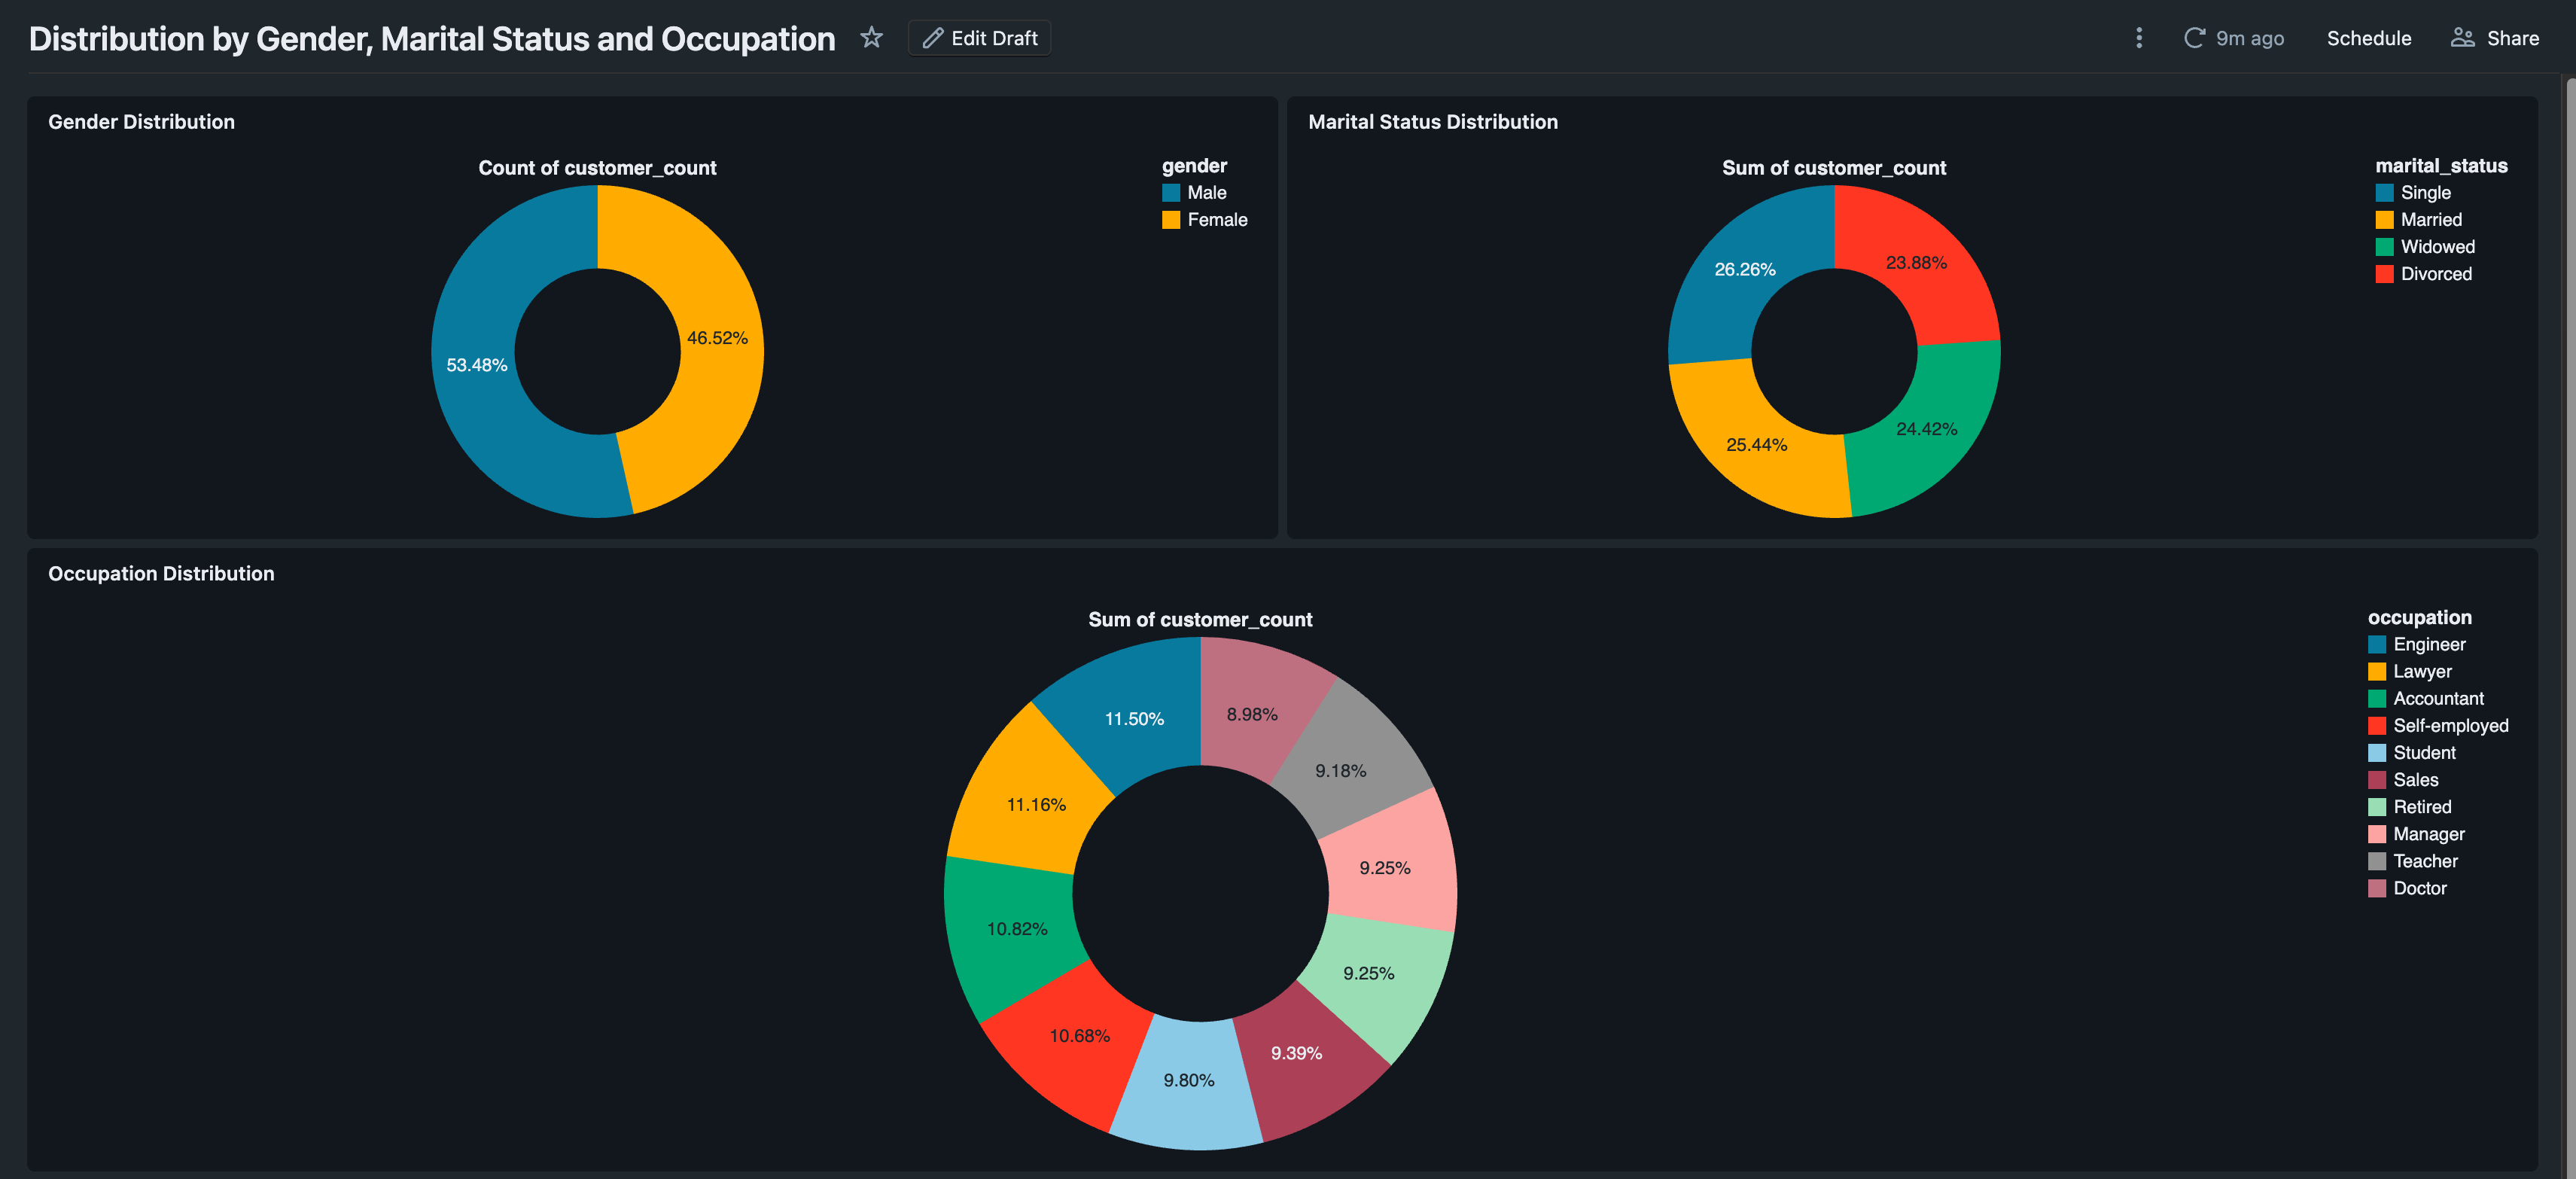 Distribution by Gender, Marital Status and Occupation
Edit Draft
9m ago
Schedule
Share
Gender Distribution
Count of customer_count
gender
Male
Female
46.52%
53.48%
Marital Status Distribution
Sum of customer_count
marital_status
Single
Married
Widowed
Divorced
23.88%
26.26%
24.42%
25.44%
Occupation Distribution
Sum of customer_count
occupation
Engineer
Lawyer
Accountant
Self-employed
Student
Sales
Retired
Manager
Teacher
Doctor
8.98%
11.50%
9.18%
11.16%
9.25%
10.82%
9.25%
10.68%
9.39%
9.80%